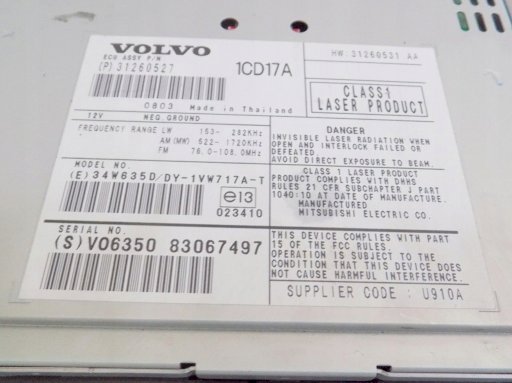 VOLVO
ECU ASSY P/N
(P) 31260527
1CD17A
HW: 31260531 AA
CLASS1
LASER PRODUCT
0803 Made in Thailand
12V NEG. GROUND
FREQUENCY RANGE LW 153- 282KHz
AM(MW) 522- 1720KHz
FM 76.0-108.0MHz
DANGER
INVISIBLE LASER RADIATION WHEN
OPEN AND INTERLOCK FAILED OR
DEFEATED.
AVOID DIRECT EXPOSURE TO BEAM.
MODEL NO.
(E) 34W635D/DY-1VW717A-T
e13
023410
CLASS 1 LASER PRODUCT
PRODUCT COMPLIES WITH DHHS
RULES 21 CFR SUBCHAPTER J PART
1040:10 AT DATE OF MANUFACTURE.
MANUFACTURED
MITSUBISHI ELECTRIC CO.
SERIAL NO.
(S) V06350 83067497
THIS DEVICE COMPLIES WITH PART
15 OF THE FCC RULES.
OPERATION IS SUBJECT TO THE
CONDITION THAT THIS DEVICE DOES
NOT CAUSE HARMFUL INTERFERENCE.
SUPPLIER CODE : U910A